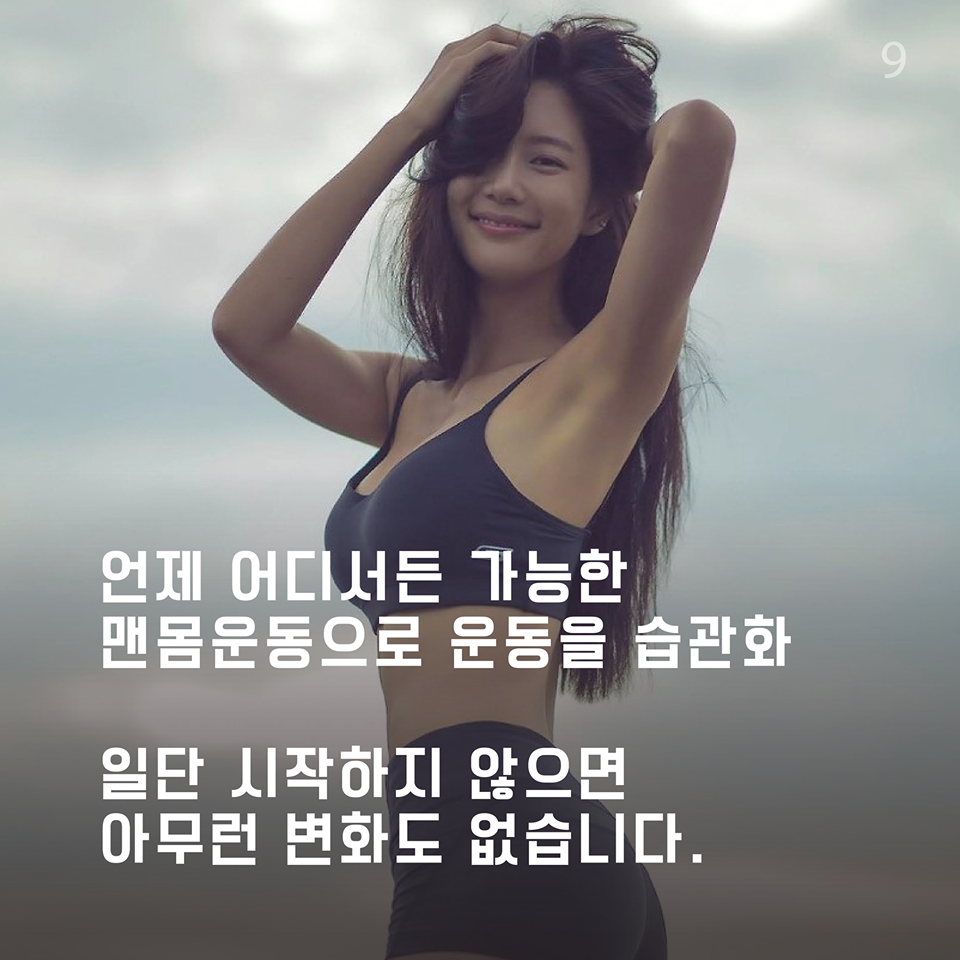 9
언제 어디서든 가능한
맨몸운동으로 운동을 습관화
일단 시작하지 않으면
아무런 변화도 없습니다.